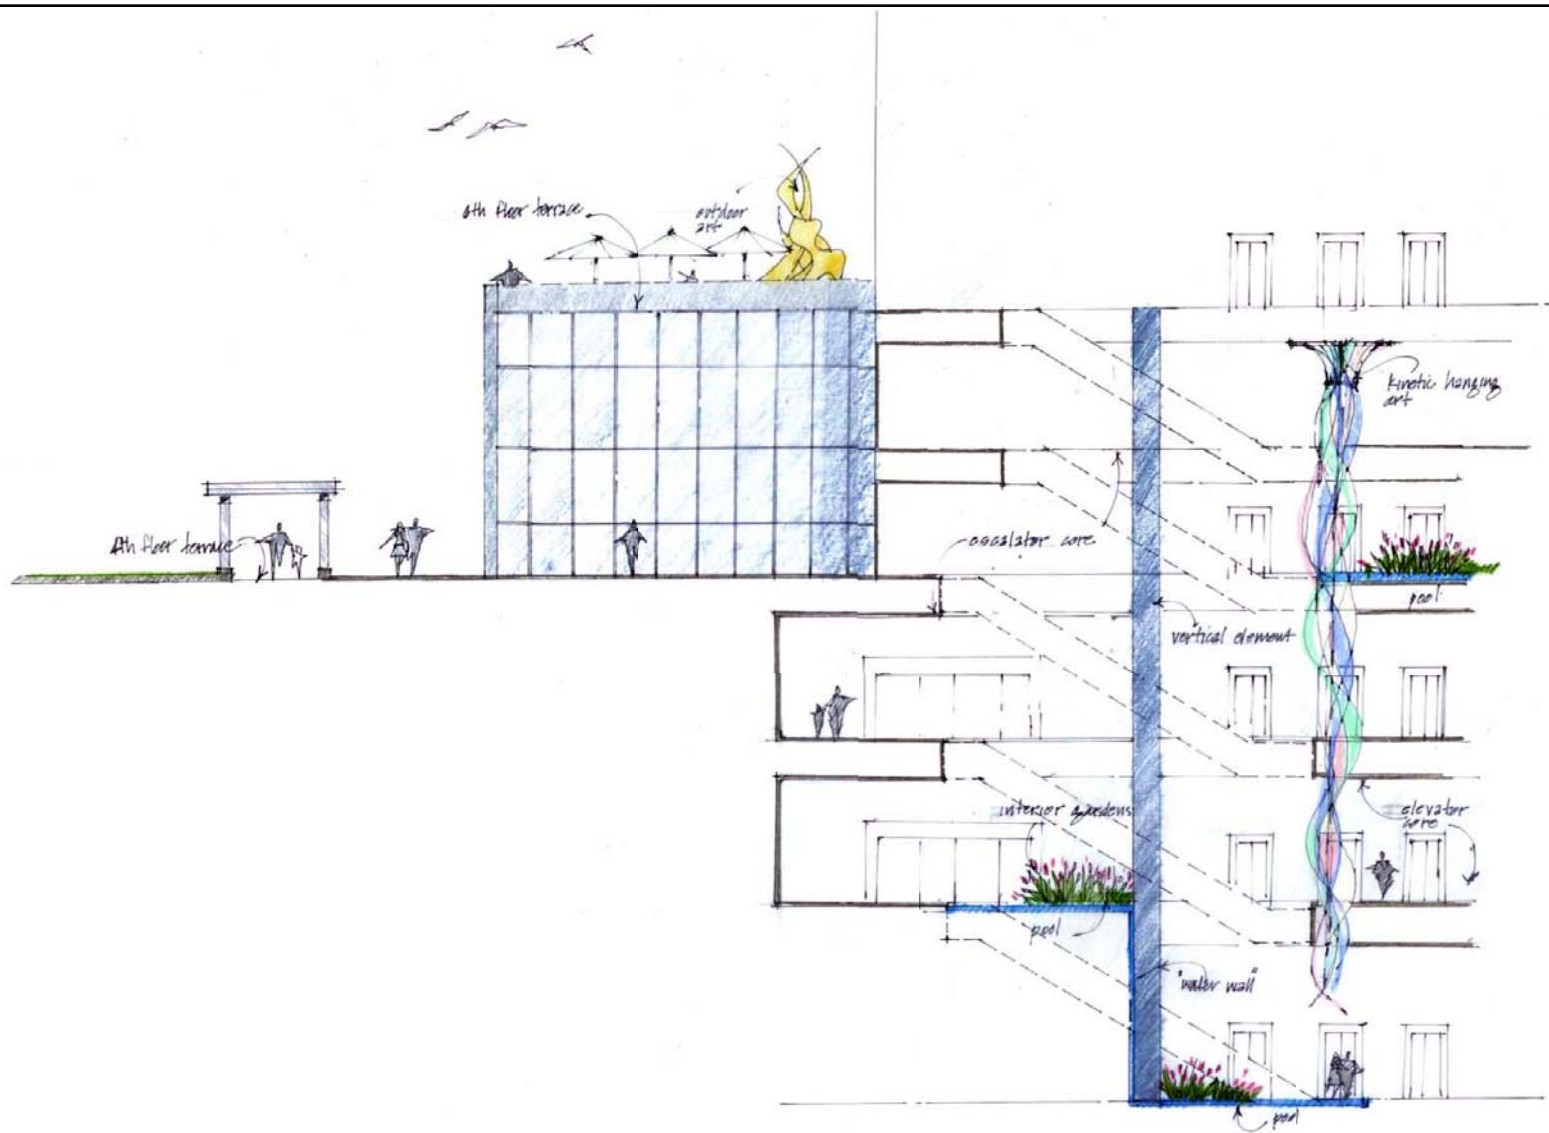 6th floor terrace
outdoor
art
kinetic hanging
art
4th floor terrace
escalator core
pool
vertical element
interior gardens
elevator
core
pool
"water wall"
pool